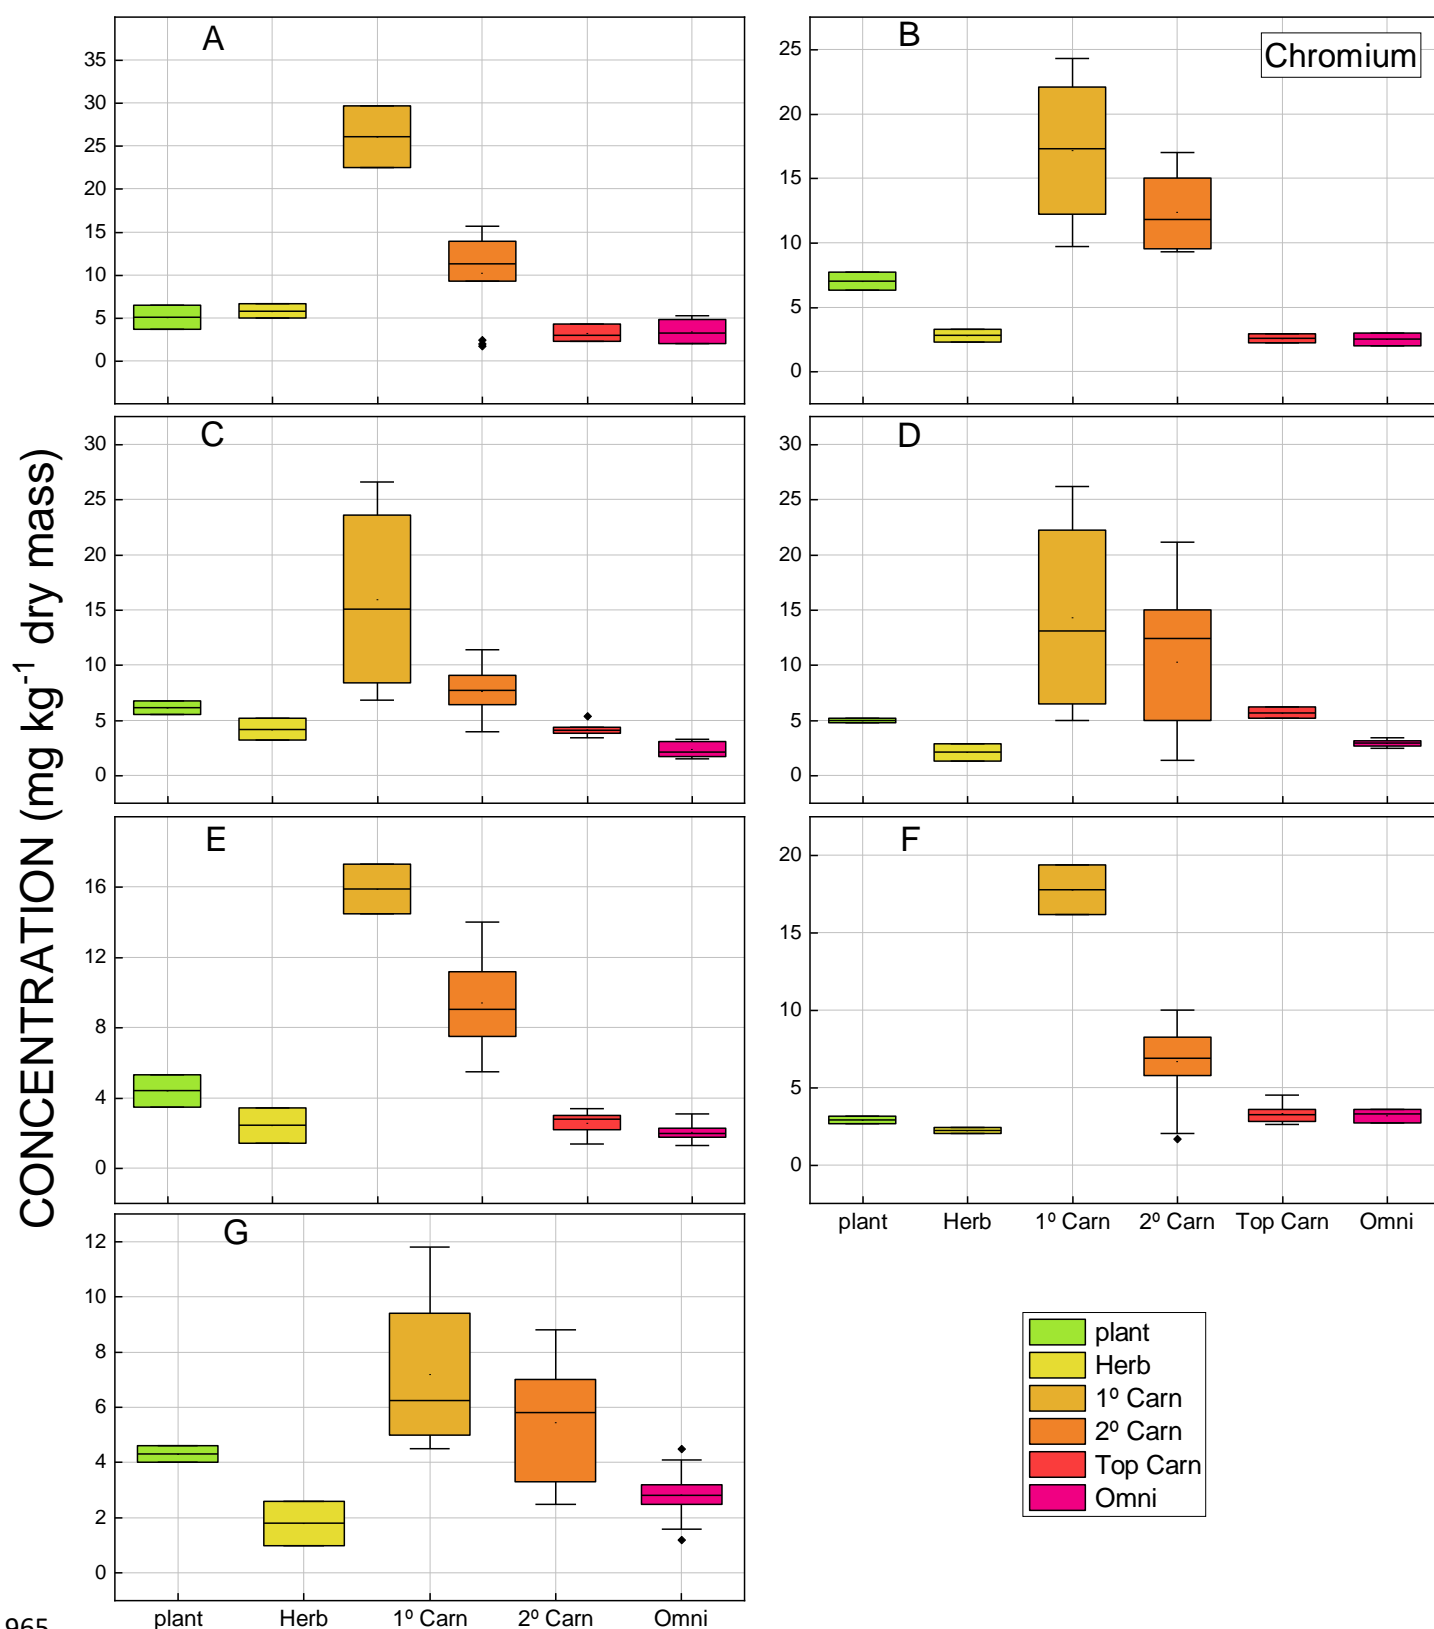 A
35
30
25
20
15
10
5
0
B
Chromium
25
20
15
10
5
0
C
30
25
20
15
10
5
0
D
30
25
20
15
10
5
0
E
16
12
8
4
0
F
20
15
10
5
0
plant Herb 1º Carn 2º Carn Top Carn Omni
G
12
10
8
6
4
2
0
plant Herb 1º Carn 2º Carn Omni
CONCENTRATION (mg kg⁻¹ dry mass)
plant
Herb
1º Carn
2º Carn
Top Carn
Omni
965